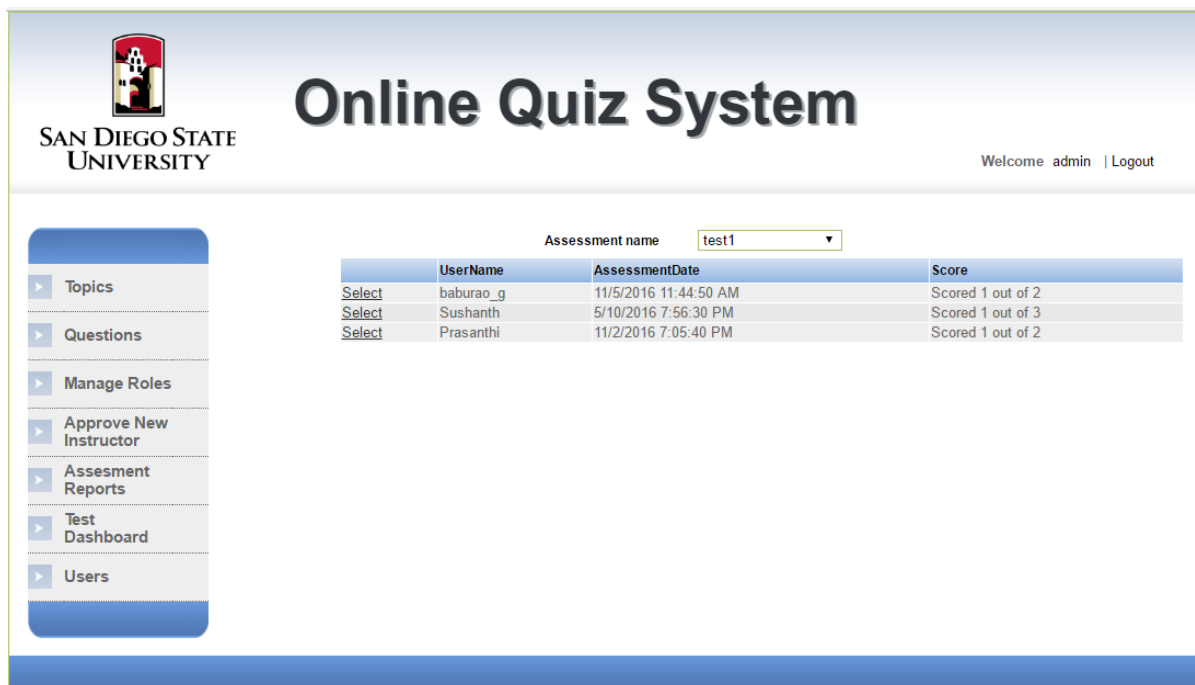 SAN DIEGO STATE
UNIVERSITY
Online Quiz System
Welcome admin | Logout
Topics
Questions
Manage Roles
Approve New
Instructor
Assesment
Reports
Test
Dashboard
Users
Assessment name test1
UserName AssessmentDate Score
Select baburao_g 11/5/2016 11:44:50 AM Scored 1 out of 2
Select Sushanth 5/10/2016 7:56:30 PM Scored 1 out of 3
Select Prasanthi 11/2/2016 7:05:40 PM Scored 1 out of 2